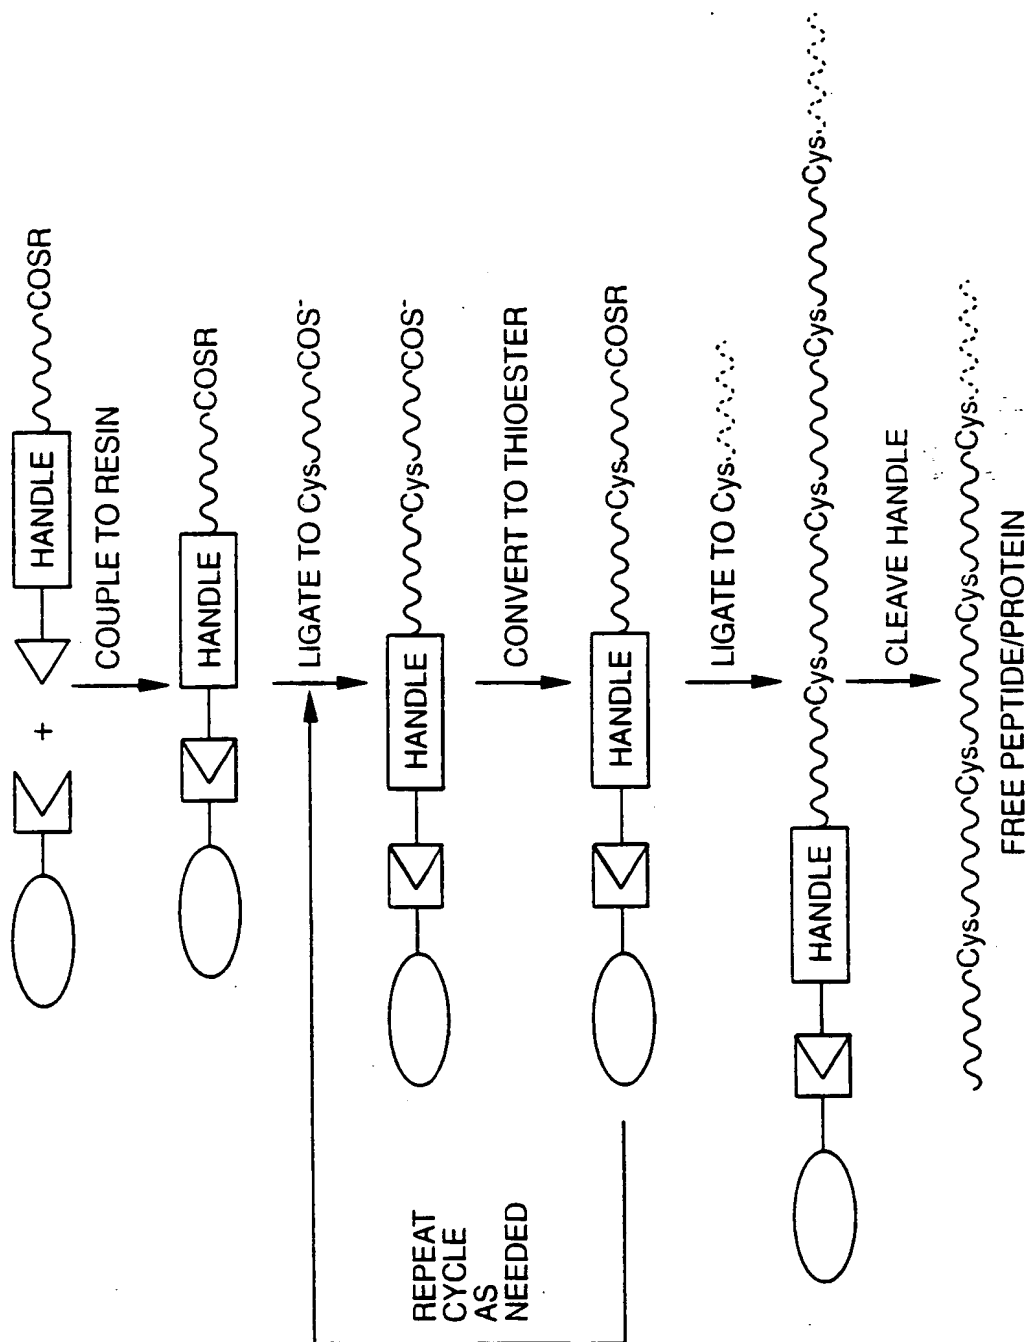 + HANDLE COSR
COUPLE TO RESIN
HANDLE COSR
LIGATE TO Cys COS⁻
HANDLE Cys COS⁻
REPEAT
CYCLE
AS
NEEDED
CONVERT TO THIOESTER
HANDLE Cys COSR
LIGATE TO Cys
HANDLE Cys Cys Cys Cys
CLEAVE HANDLE
Cys Cys Cys Cys
FREE PEPTIDE/PROTEIN